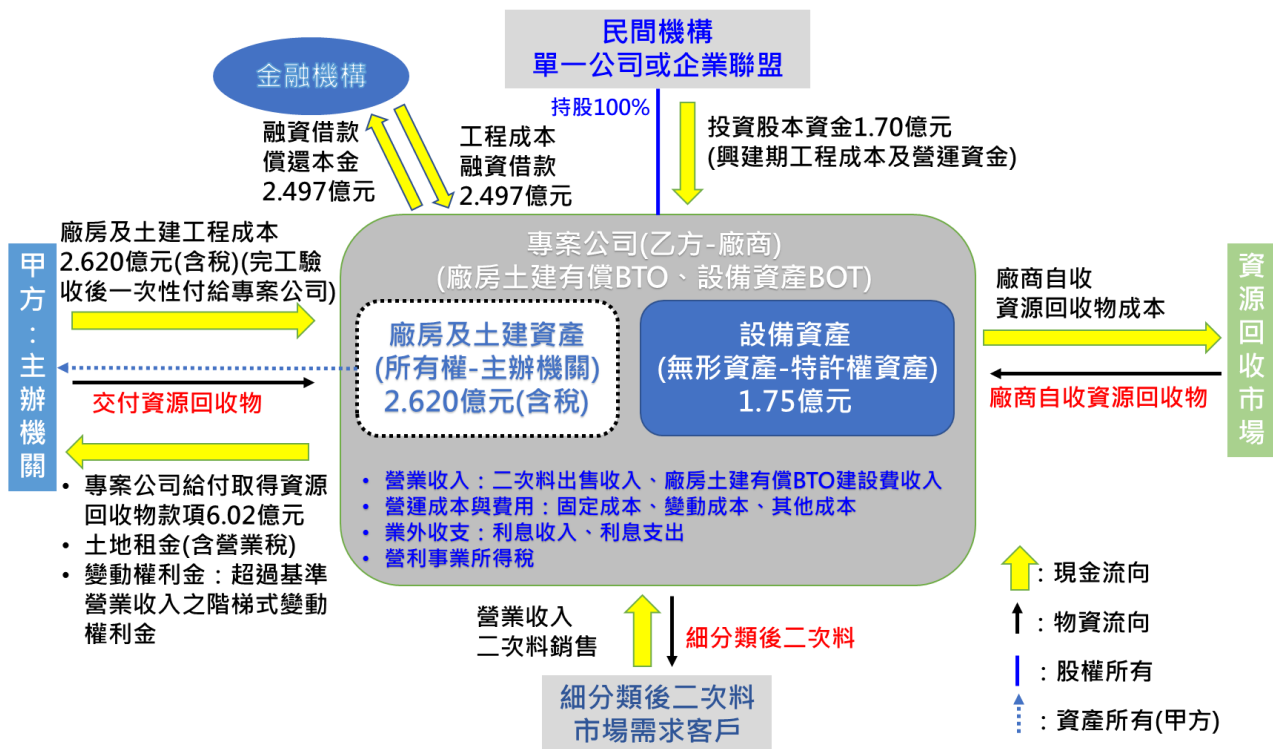 民間機構
單一公司或企業聯盟
金融機構
持股100%
融資借款
償還本金
2.497億元
工程成本
融資借款
2.497億元
投資股本資金1.70億元
(興建期工程成本及營運資金)
甲方：主辦機關
廠房及土建工程成本
2.620億元(含稅)(完工驗
收後一次性付給專案公司)
交付資源回收物
• 專案公司給付取得資源
回收物款項6.02億元
• 土地租金(含營業稅)
• 變動權利金：超過基準
營業收入之階梯式變動
權利金
專案公司(乙方-廠商)
(廠房土建有償BTO、設備資產BOT)
廠房及土建資產
(所有權-主辦機關)
2.620億元(含稅)
設備資產
(無形資產-特許權資產)
1.75億元
• 營業收入：二次料出售收入、廠房土建有償BTO建設費收入
• 營運成本與費用：固定成本、變動成本、其他成本
• 業外收支：利息收入、利息支出
• 營利事業所得稅
廠商自收
資源回收物成本
廠商自收資源回收物
資源回收市場
營業收入
二次料銷售
細分類後二次料
細分類後二次料
市場需求客戶
：現金流向
：物資流向
：股權所有
：資產所有(甲方)